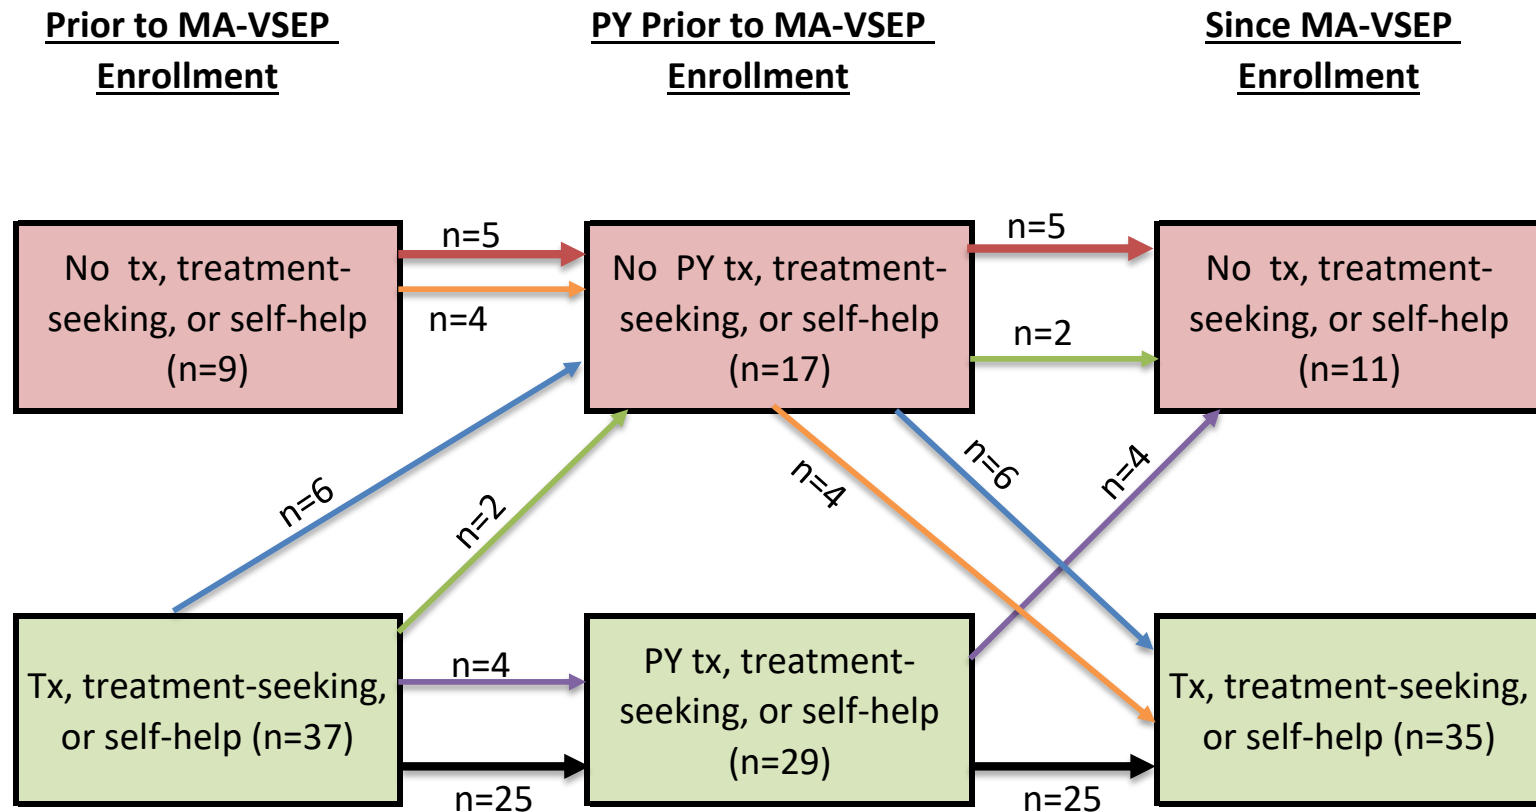 Prior to MA-VSEP
Enrollment
PY Prior to MA-VSEP
Enrollment
Since MA-VSEP
Enrollment
No tx, treatment-
seeking, or self-help
(n=9)
n=5
n=4
No PY tx, treatment-
seeking, or self-help
(n=17)
n=5
n=2
No tx, treatment-
seeking, or self-help
(n=11)
n=6
n=2
n=4
n=6
n=4
Tx, treatment-seeking,
or self-help (n=37)
n=4
n=25
PY tx, treatment-
seeking, or self-help
(n=29)
n=25
Tx, treatment-seeking,
or self-help (n=35)